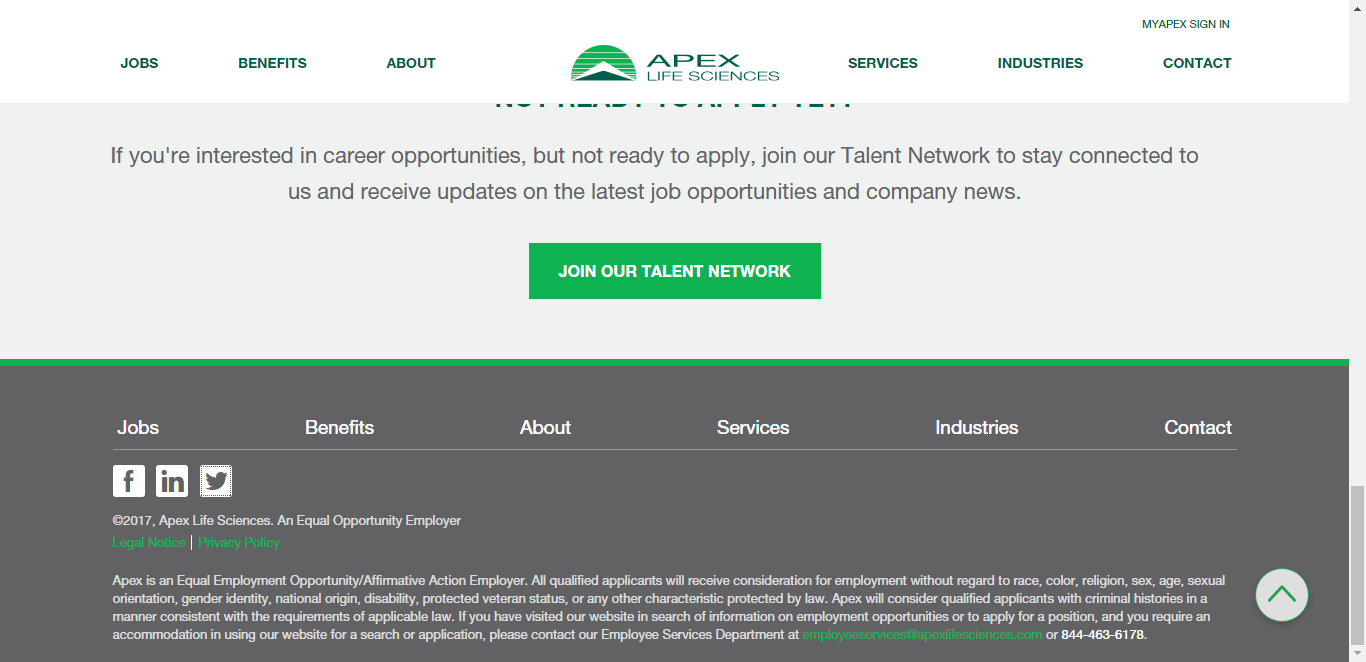 MYAPEX SIGN IN
JOBS BENEFITS ABOUT APEX LIFE SCIENCES SERVICES INDUSTRIES CONTACT
If you're interested in career opportunities, but not ready to apply, join our Talent Network to stay connected to
us and receive updates on the latest job opportunities and company news.
JOIN OUR TALENT NETWORK
Jobs Benefits About Services Industries Contact
©2017, Apex Life Sciences. An Equal Opportunity Employer
Legal Notice | Privacy Policy
Apex is an Equal Employment Opportunity/Affirmative Action Employer. All qualified applicants will receive consideration for employment without regard to race, color, religion, sex, age, sexual
orientation, gender identity, national origin, disability, protected veteran status, or any other characteristic protected by law. Apex will consider qualified applicants with criminal histories in a
manner consistent with the requirements of applicable law. If you have visited our website in search of information on employment opportunities or to apply for a position, and you require an
accommodation in using our website for a search or application, please contact our Employee Services Department at employeeservices@apexlifesciences.com or 844-463-6178.